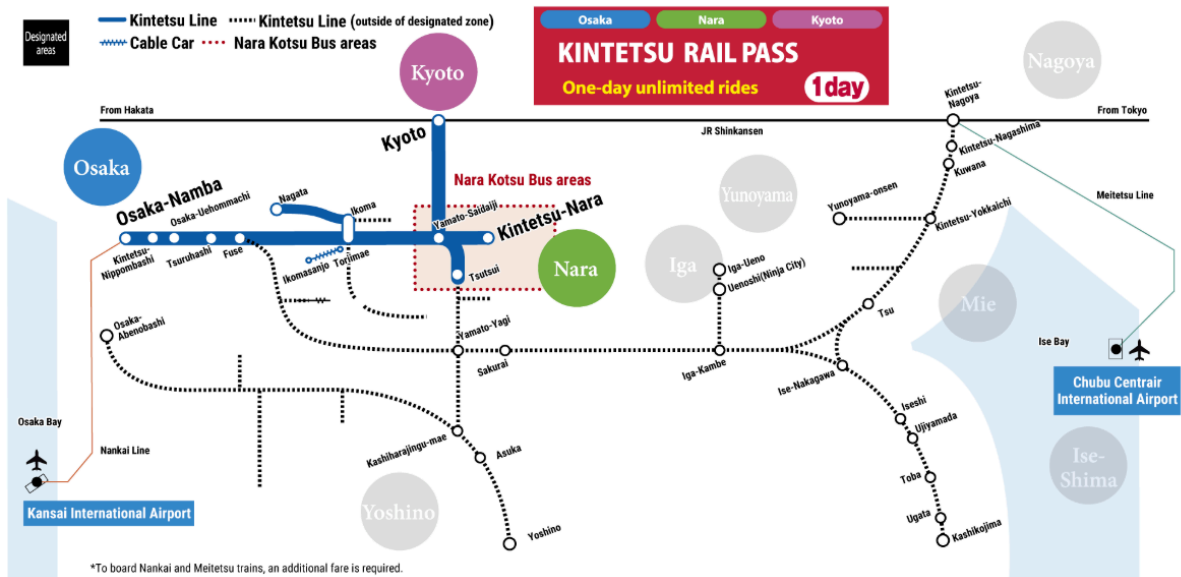 Designated
areas
Kintetsu Line
Kintetsu Line (outside of designated zone)
Cable Car
Nara Kotsu Bus areas
Osaka
Nara
Kyoto
KINTETSU RAIL PASS
One-day unlimited rides
1day
Kyoto
Nagoya
From Hakata
JR Shinkansen
From Tokyo
Kintetsu-
Nagoya
Kintetsu-Nagashima
Kuwana
Meitetsu Line
Osaka
Kyoto
Nara Kotsu Bus areas
Yunoyama
Yunoyama-onsen
Kintetsu-Yokkaichi
Osaka-Namba
Osaka-Uehommachi
Nagata
Ikoma
Yamato-Saidaiji
Kintetsu-Nara
Kintetsu-
Nippombashi
Tsuruhashi
Fuse
Ikomasanjo
Toriimae
Tsutsui
Nara
Iga
Iga-Ueno
Uenoshi(Ninja City)
Tsu
Mie
Osaka-
Abenobashi
Yamato-Yagi
Sakurai
Iga-Kambe
Ise-Nakagawa
Ise Bay
Chubu Centrair
International Airport
Iseshi
Ujiyamada
Osaka Bay
Nankai Line
Kashiharajingu-mae
Asuka
Toba
Ise-
Shima
Kansai International Airport
Yoshino
Yoshino
Ugata
Kashikojima
*To board Nankai and Meitetsu trains, an additional fare is required.